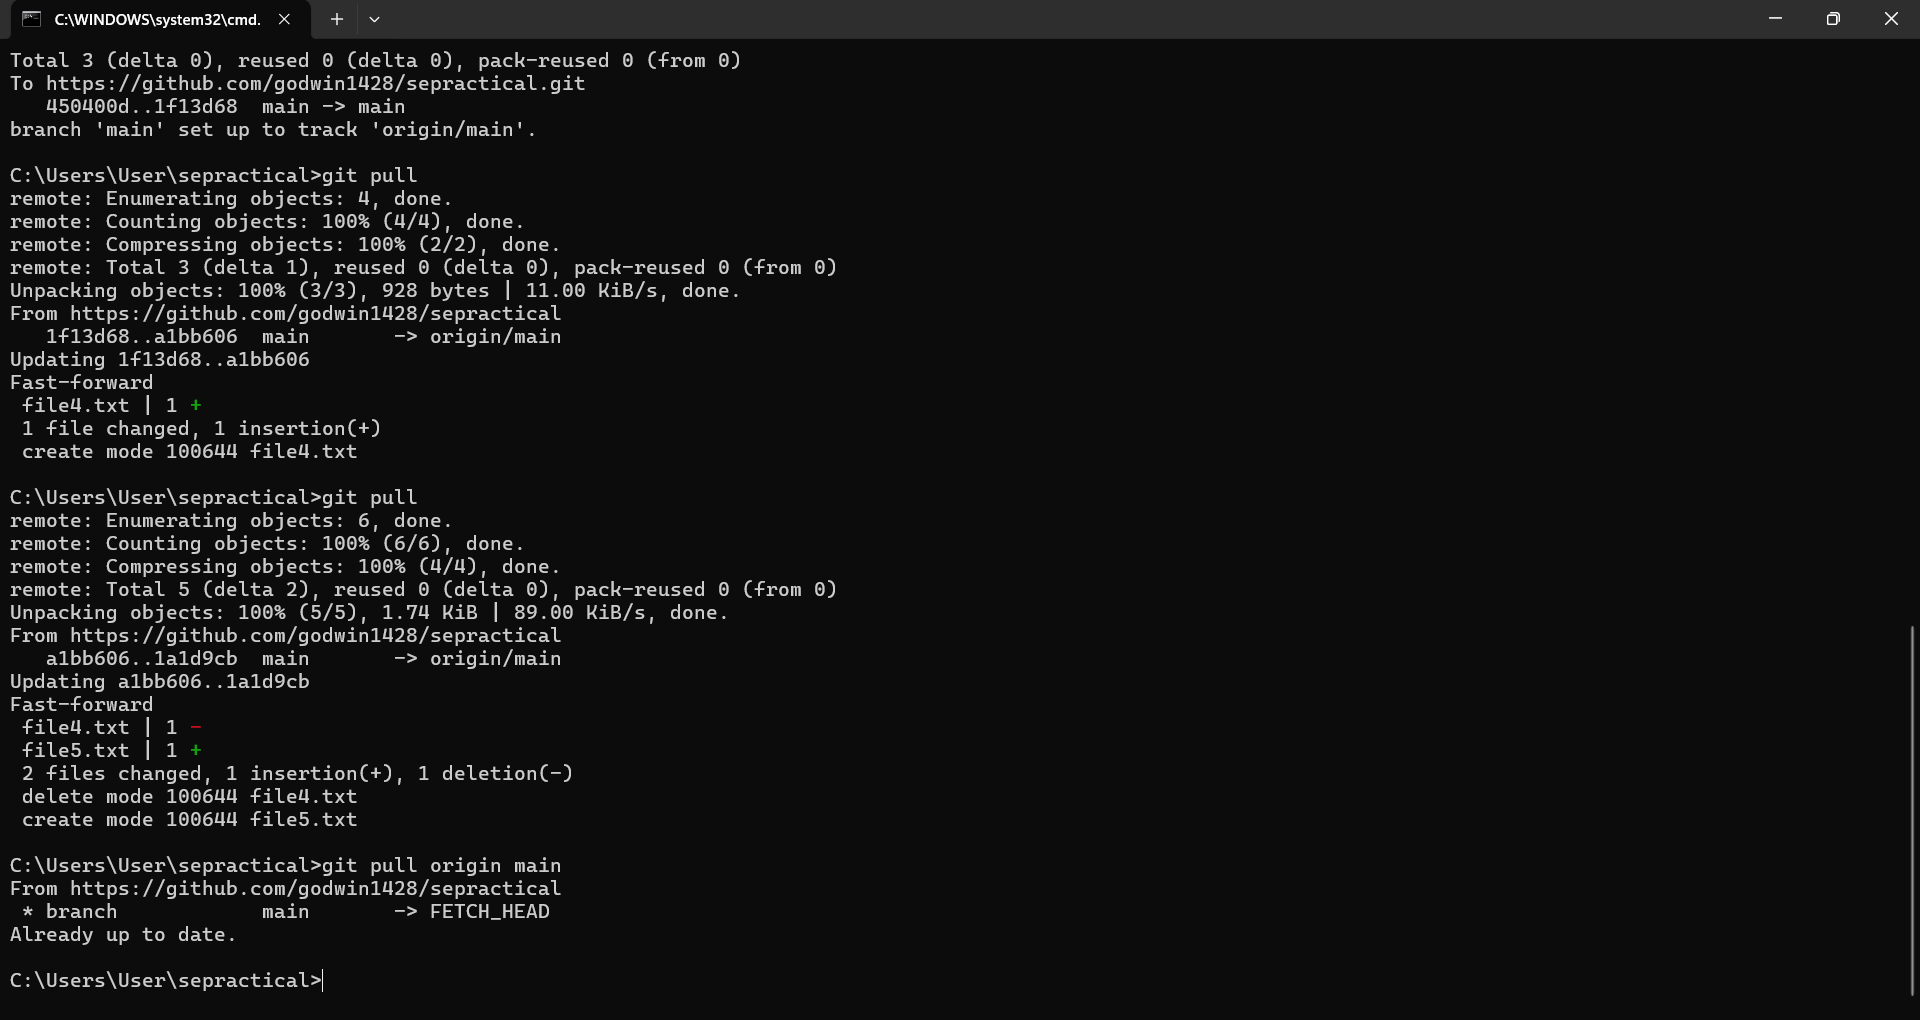 C:\WINDOWS\system32\cmd.
Total 3 (delta 0), reused 0 (delta 0), pack-reused 0 (from 0)
To https://github.com/godwin1428/sepractical.git
   450400d..1f13d68  main -> main
branch 'main' set up to track 'origin/main'.

C:\Users\User\sepractical>git pull
remote: Enumerating objects: 4, done.
remote: Counting objects: 100% (4/4), done.
remote: Compressing objects: 100% (2/2), done.
remote: Total 3 (delta 1), reused 0 (delta 0), pack-reused 0 (from 0)
Unpacking objects: 100% (3/3), 928 bytes | 11.00 KiB/s, done.
From https://github.com/godwin1428/sepractical
   1f13d68..a1bb606  main       -> origin/main
Updating 1f13d68..a1bb606
Fast-forward
 file4.txt | 1 +
 1 file changed, 1 insertion(+)
 create mode 100644 file4.txt

C:\Users\User\sepractical>git pull
remote: Enumerating objects: 6, done.
remote: Counting objects: 100% (6/6), done.
remote: Compressing objects: 100% (4/4), done.
remote: Total 5 (delta 2), reused 0 (delta 0), pack-reused 0 (from 0)
Unpacking objects: 100% (5/5), 1.74 KiB | 89.00 KiB/s, done.
From https://github.com/godwin1428/sepractical
   a1bb606..1a1d9cb  main       -> origin/main
Updating a1bb606..1a1d9cb
Fast-forward
 file4.txt | 1 -
 file5.txt | 1 +
 2 files changed, 1 insertion(+), 1 deletion(-)
 delete mode 100644 file4.txt
 create mode 100644 file5.txt

C:\Users\User\sepractical>git pull origin main
From https://github.com/godwin1428/sepractical
 * branch            main       -> FETCH_HEAD
Already up to date.

C:\Users\User\sepractical>